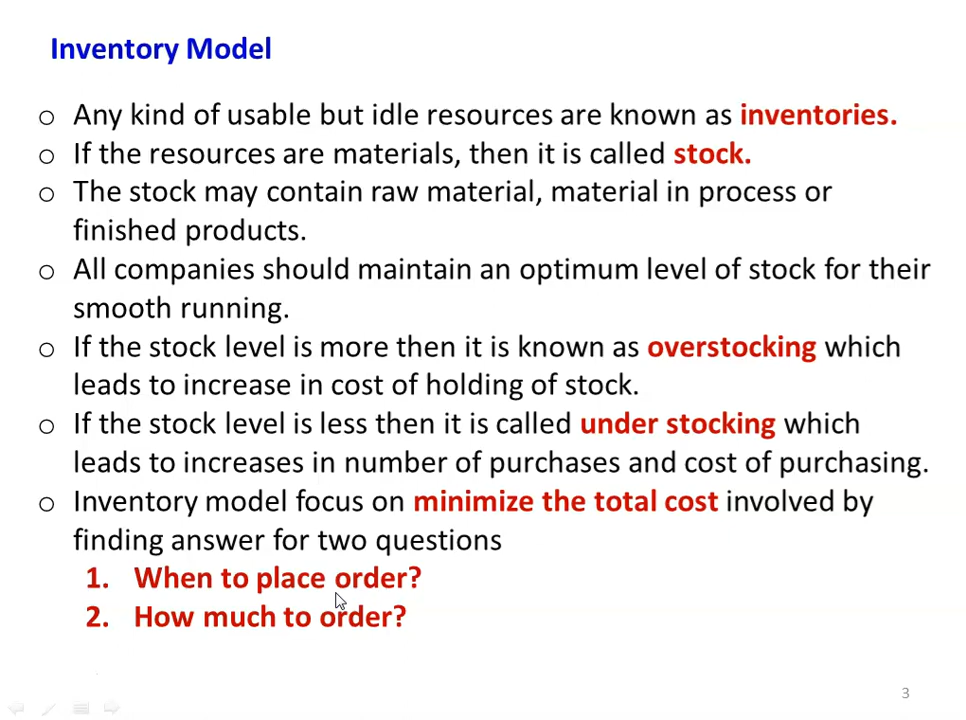 Inventory Model
o Any kind of usable but idle resources are known as inventories.
o If the resources are materials, then it is called stock.
o The stock may contain raw material, material in process or
finished products.
o All companies should maintain an optimum level of stock for their
smooth running.
o If the stock level is more then it is known as overstocking which
leads to increase in cost of holding of stock.
o If the stock level is less then it is called under stocking which
leads to increases in number of purchases and cost of purchasing.
o Inventory model focus on minimize the total cost involved by
finding answer for two questions
1. When to place order?
2. How much to order?
3